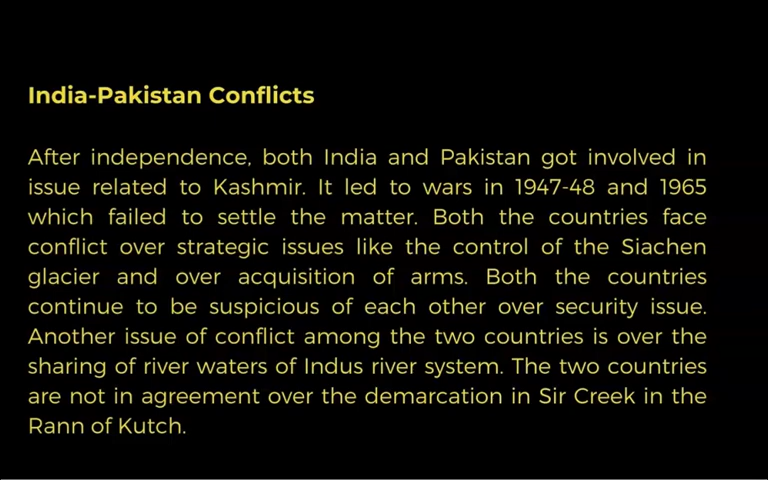 India-Pakistan Conflicts
After independence, both India and Pakistan got involved in
issue related to Kashmir. It led to wars in 1947-48 and 1965
which failed to settle the matter. Both the countries face
conflict over strategic issues like the control of the Siachen
glacier and over acquisition of arms. Both the countries
continue to be suspicious of each other over security issue.
Another issue of conflict among the two countries is over the
sharing of river waters of Indus river system. The two countries
are not in agreement over the demarcation in Sir Creek in the
Rann of Kutch.